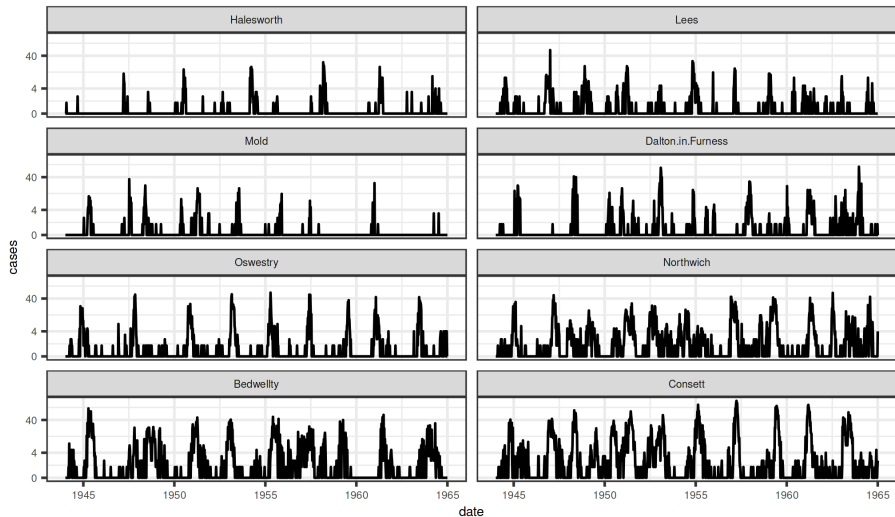 Halesworth
Lees
40
4
0
Mold
Dalton.in.Furness
40
4
0
Oswestry
Northwich
40
4
0
Bedwellty
Consett
40
4
0
1945 1950 1955 1960 1965 1945 1950 1955 1960 1965
cases
date